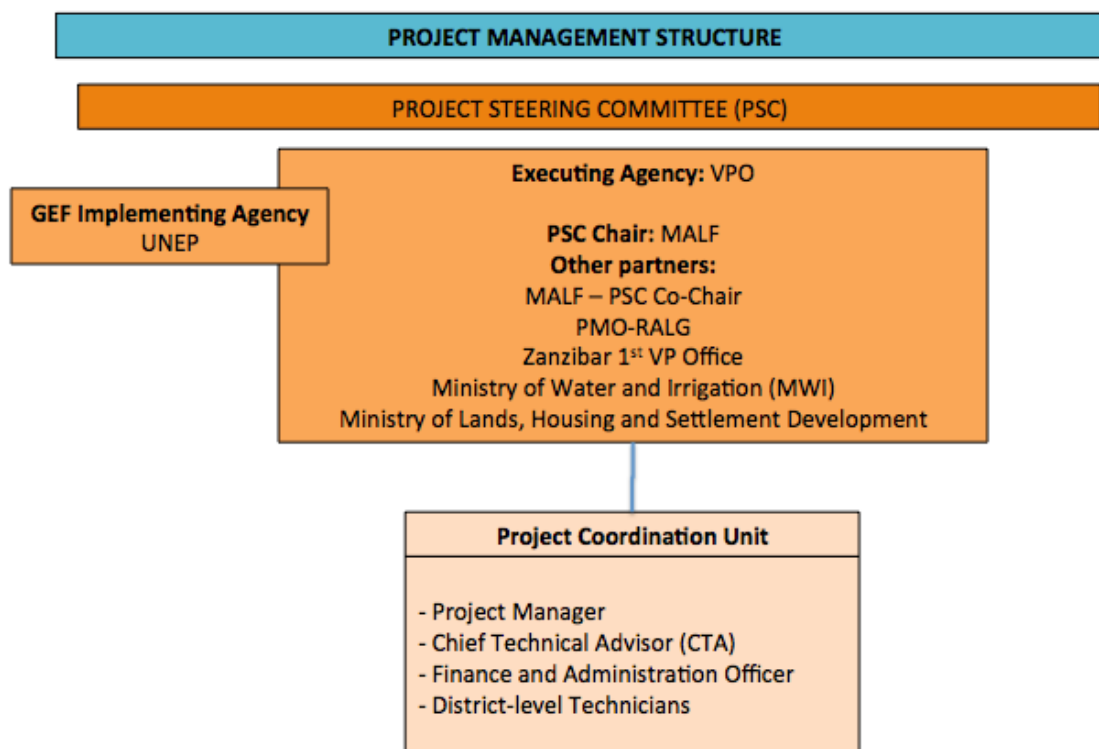 PROJECT MANAGEMENT STRUCTURE
PROJECT STEERING COMMITTEE (PSC)
GEF Implementing Agency
UNEP
Executing Agency: VPO
PSC Chair: MALF
Other partners:
MALF – PSC Co-Chair
PMO-RALG
Zanzibar 1st VP Office
Ministry of Water and Irrigation (MWI)
Ministry of Lands, Housing and Settlement Development
Project Coordination Unit
- Project Manager
- Chief Technical Advisor (CTA)
- Finance and Administration Officer
- District-level Technicians